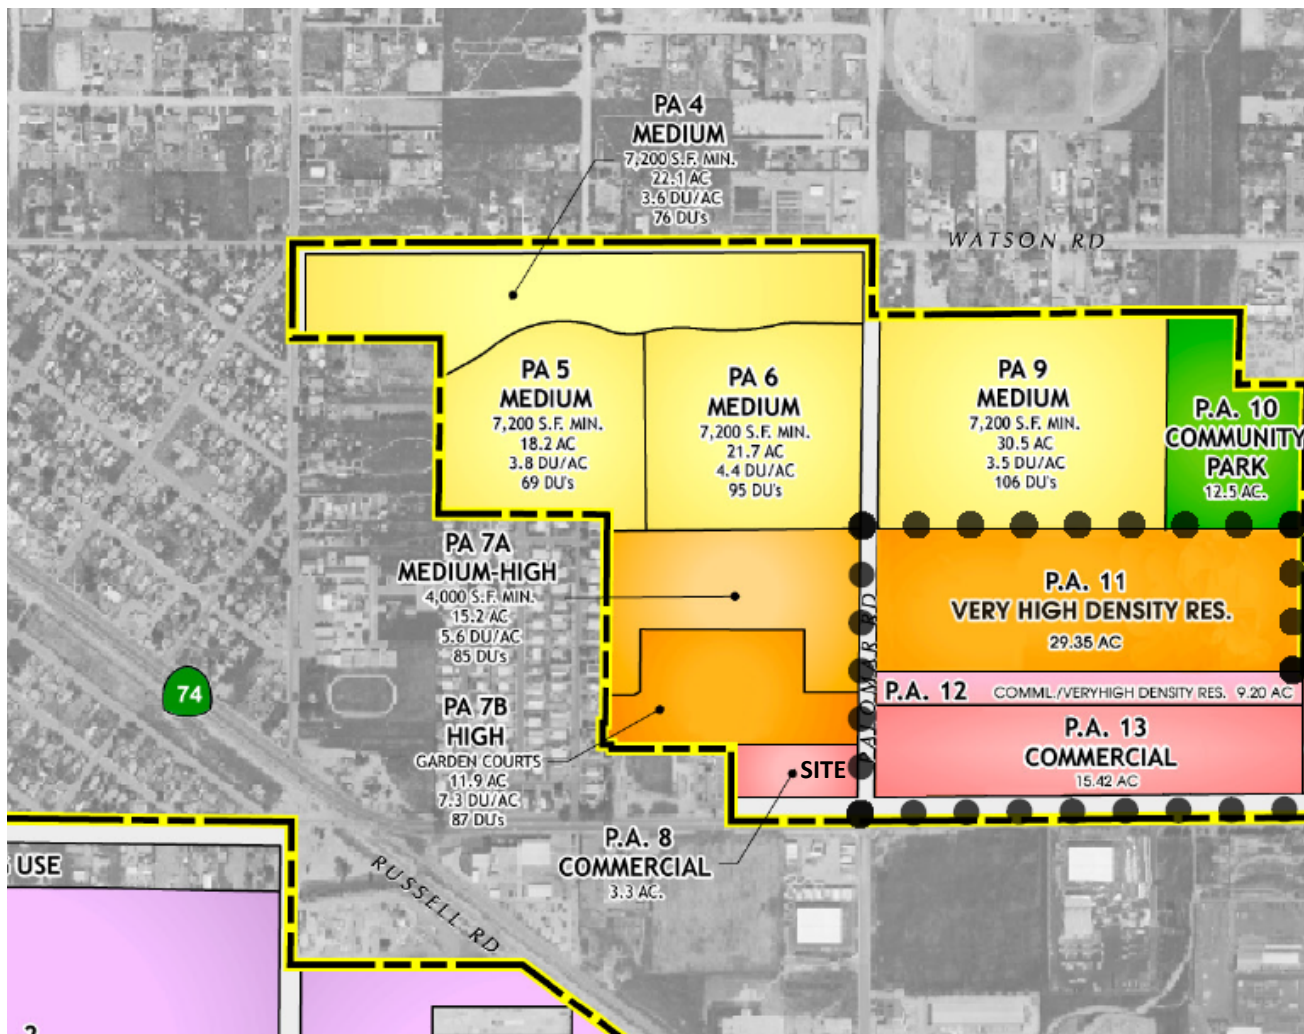 PA 4
MEDIUM
7,200 S.F. MIN.
22.1 AC
3.6 DU/AC
76 DU's
WATSON RD
PA 5
MEDIUM
7,200 S.F. MIN.
18.2 AC
3.8 DU/AC
69 DU's
PA 6
MEDIUM
7,200 S.F. MIN.
21.7 AC
4.4 DU/AC
95 DU's
PA 9
MEDIUM
7,200 S.F. MIN.
30.5 AC
3.5 DU/AC
106 DU's
P.A. 10
COMMUNITY
PARK
12.5 AC.
PA 7A
MEDIUM-HIGH
4,000 S.F. MIN.
15.2 AC
5.6 DU/AC
85 DU's
P.A. 11
VERY HIGH DENSITY RES.
29.35 AC
PALOMAR RD
74
PA 7B
HIGH
GARDEN COURTS
11.9 AC
7.3 DU/AC
87 DU's
P.A. 12 COMML./VERYHIGH DENSITY RES. 9.20 AC
P.A. 13
COMMERCIAL
15.42 AC
SITE
P.A. 8
COMMERCIAL
3.3 AC.
USE
RUSSELL RD
2